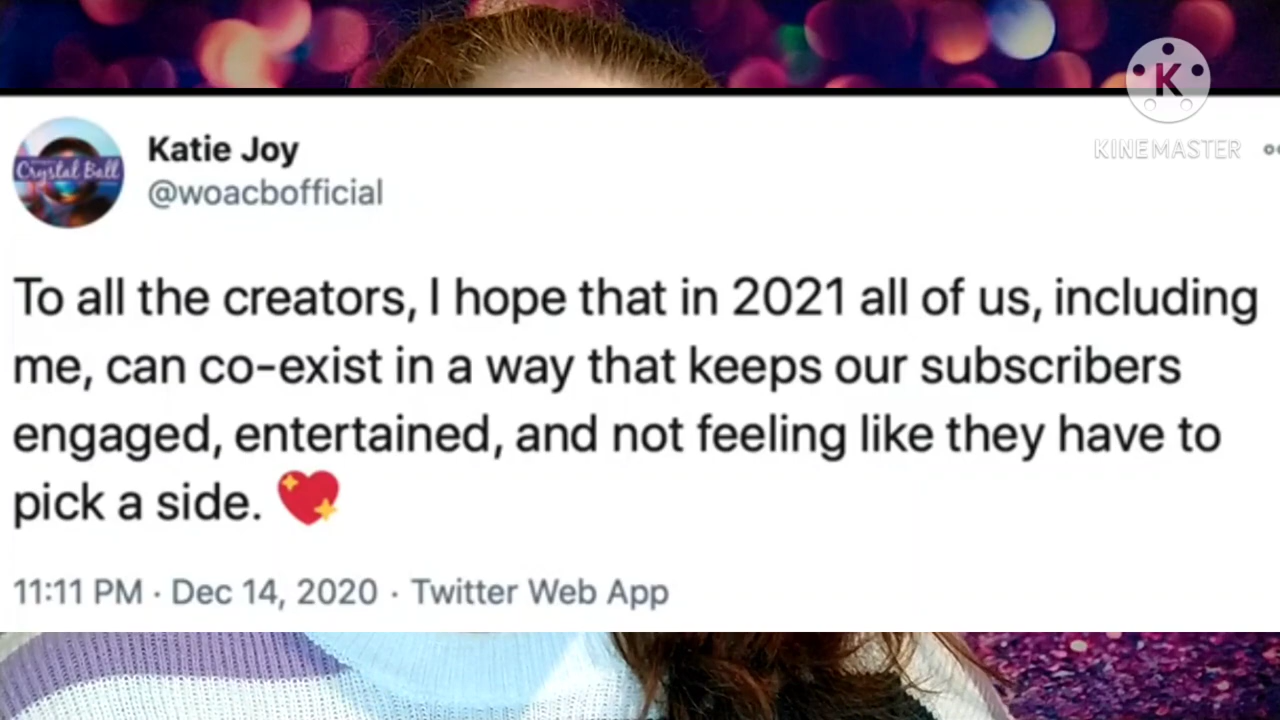 K
KINEMASTER
Crystal Ball
Katie Joy
@woacbofficial
To all the creators, I hope that in 2021 all of us, including
me, can co-exist in a way that keeps our subscribers
engaged, entertained, and not feeling like they have to
pick a side. 💖
11:11 PM · Dec 14, 2020 · Twitter Web App